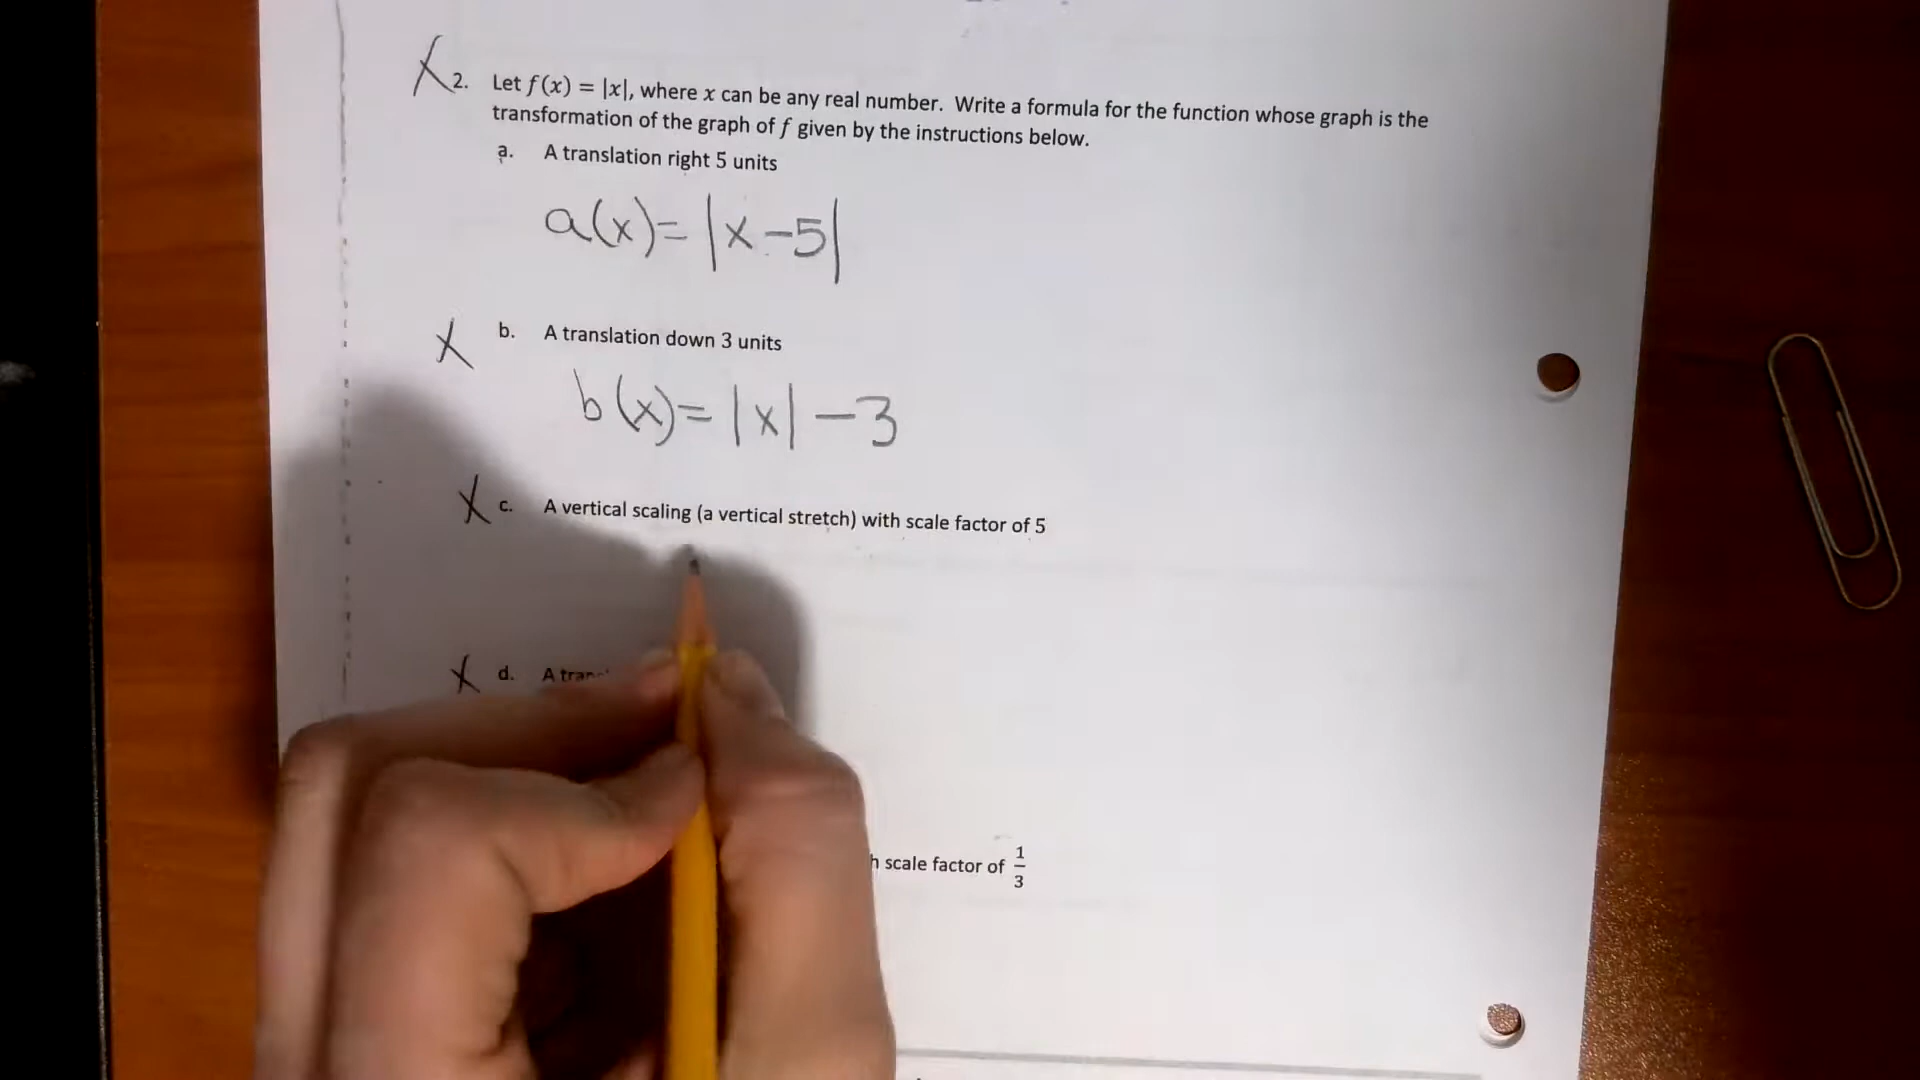 X 2. Let f(x) = |x|, where x can be any real number. Write a formula for the function whose graph is the
transformation of the graph of f given by the instructions below.
a. A translation right 5 units
a(x)= |x-5|
X b. A translation down 3 units
b(x)= |x| -3
X c. A vertical scaling (a vertical stretch) with scale factor of 5
X d. A
scale factor of 1/3